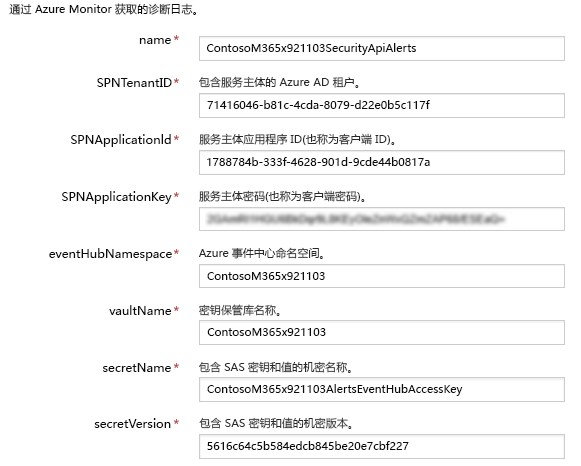 通过 Azure Monitor 获取的诊断日志。
name*
ContosoM365x921103SecurityApiAlerts
SPNTenantID*
包含服务主体的 Azure AD 租户。
71416046-b81c-4cda-8079-d22e0b5c117f
SPNApplicationId*
服务主体应用程序 ID(也称为客户端 ID)。
1788784b-333f-4628-901d-9cde44b0817a
SPNApplicationKey*
服务主体密码(也称为客户端密码)。
eventHubNamespace*
Azure 事件中心命名空间。
ContosoM365x921103
vaultName*
密钥保管库名称。
ContosoM365x921103
secretName*
包含 SAS 密钥和值的机密名称。
ContosoM365x921103AlertsEventHubAccessKey
secretVersion*
包含 SAS 密钥和值的机密版本。
5616c64c5b584edcb845be20e7cbf227